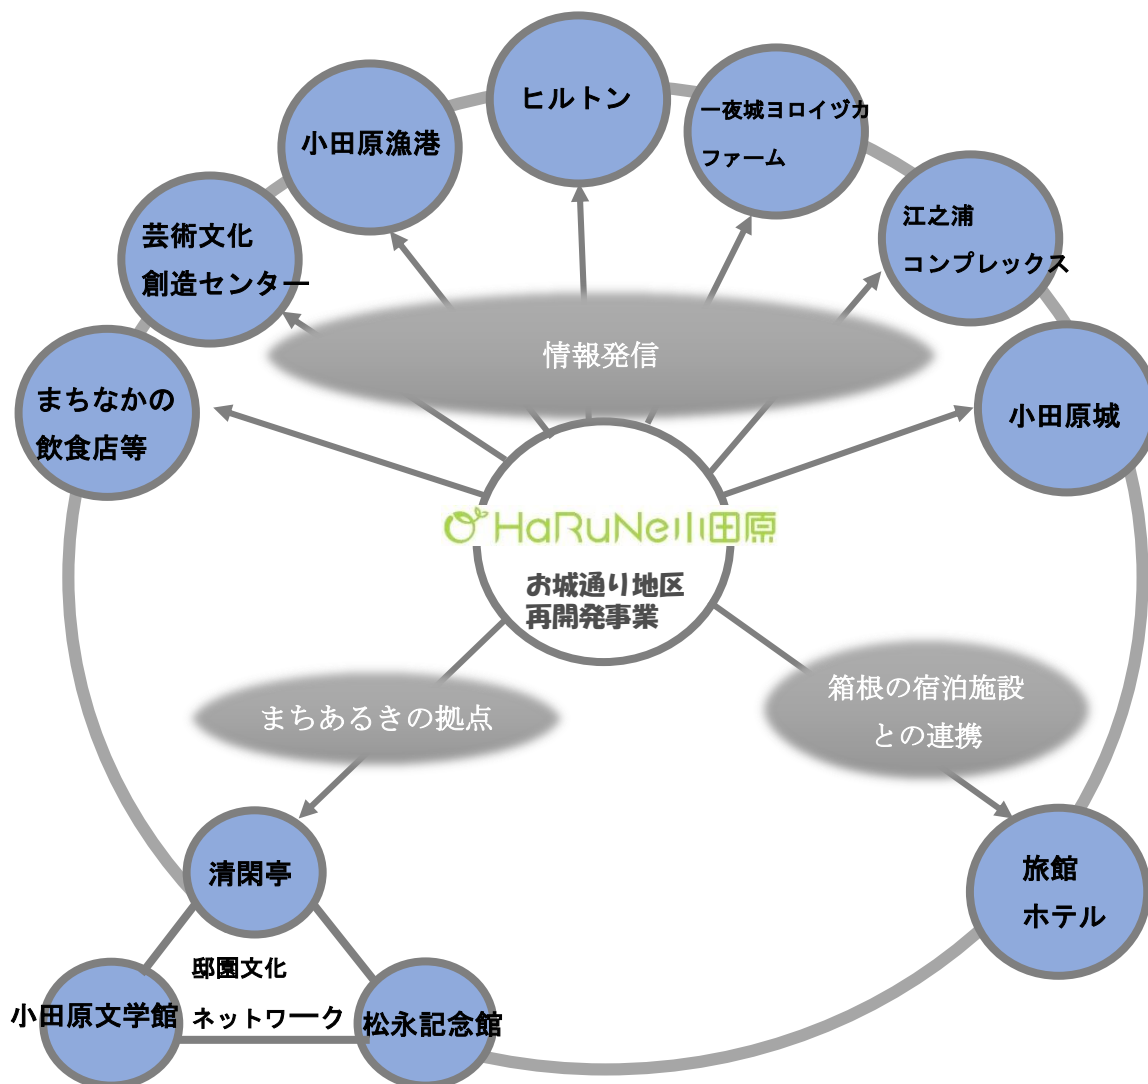 ヒルトン
一夜城ヨロイヅカ
ファーム
小田原漁港
江之浦
コンプレックス
芸術文化
創造センター
情報発信
まちなかの
飲食店等
小田原城
HaRuNe小田原
お城通り地区
再開発事業
まちあるきの拠点
箱根の宿泊施設
との連携
清閑亭
旅館
ホテル
邸園文化
ネットワーク
小田原文学館
松永記念館